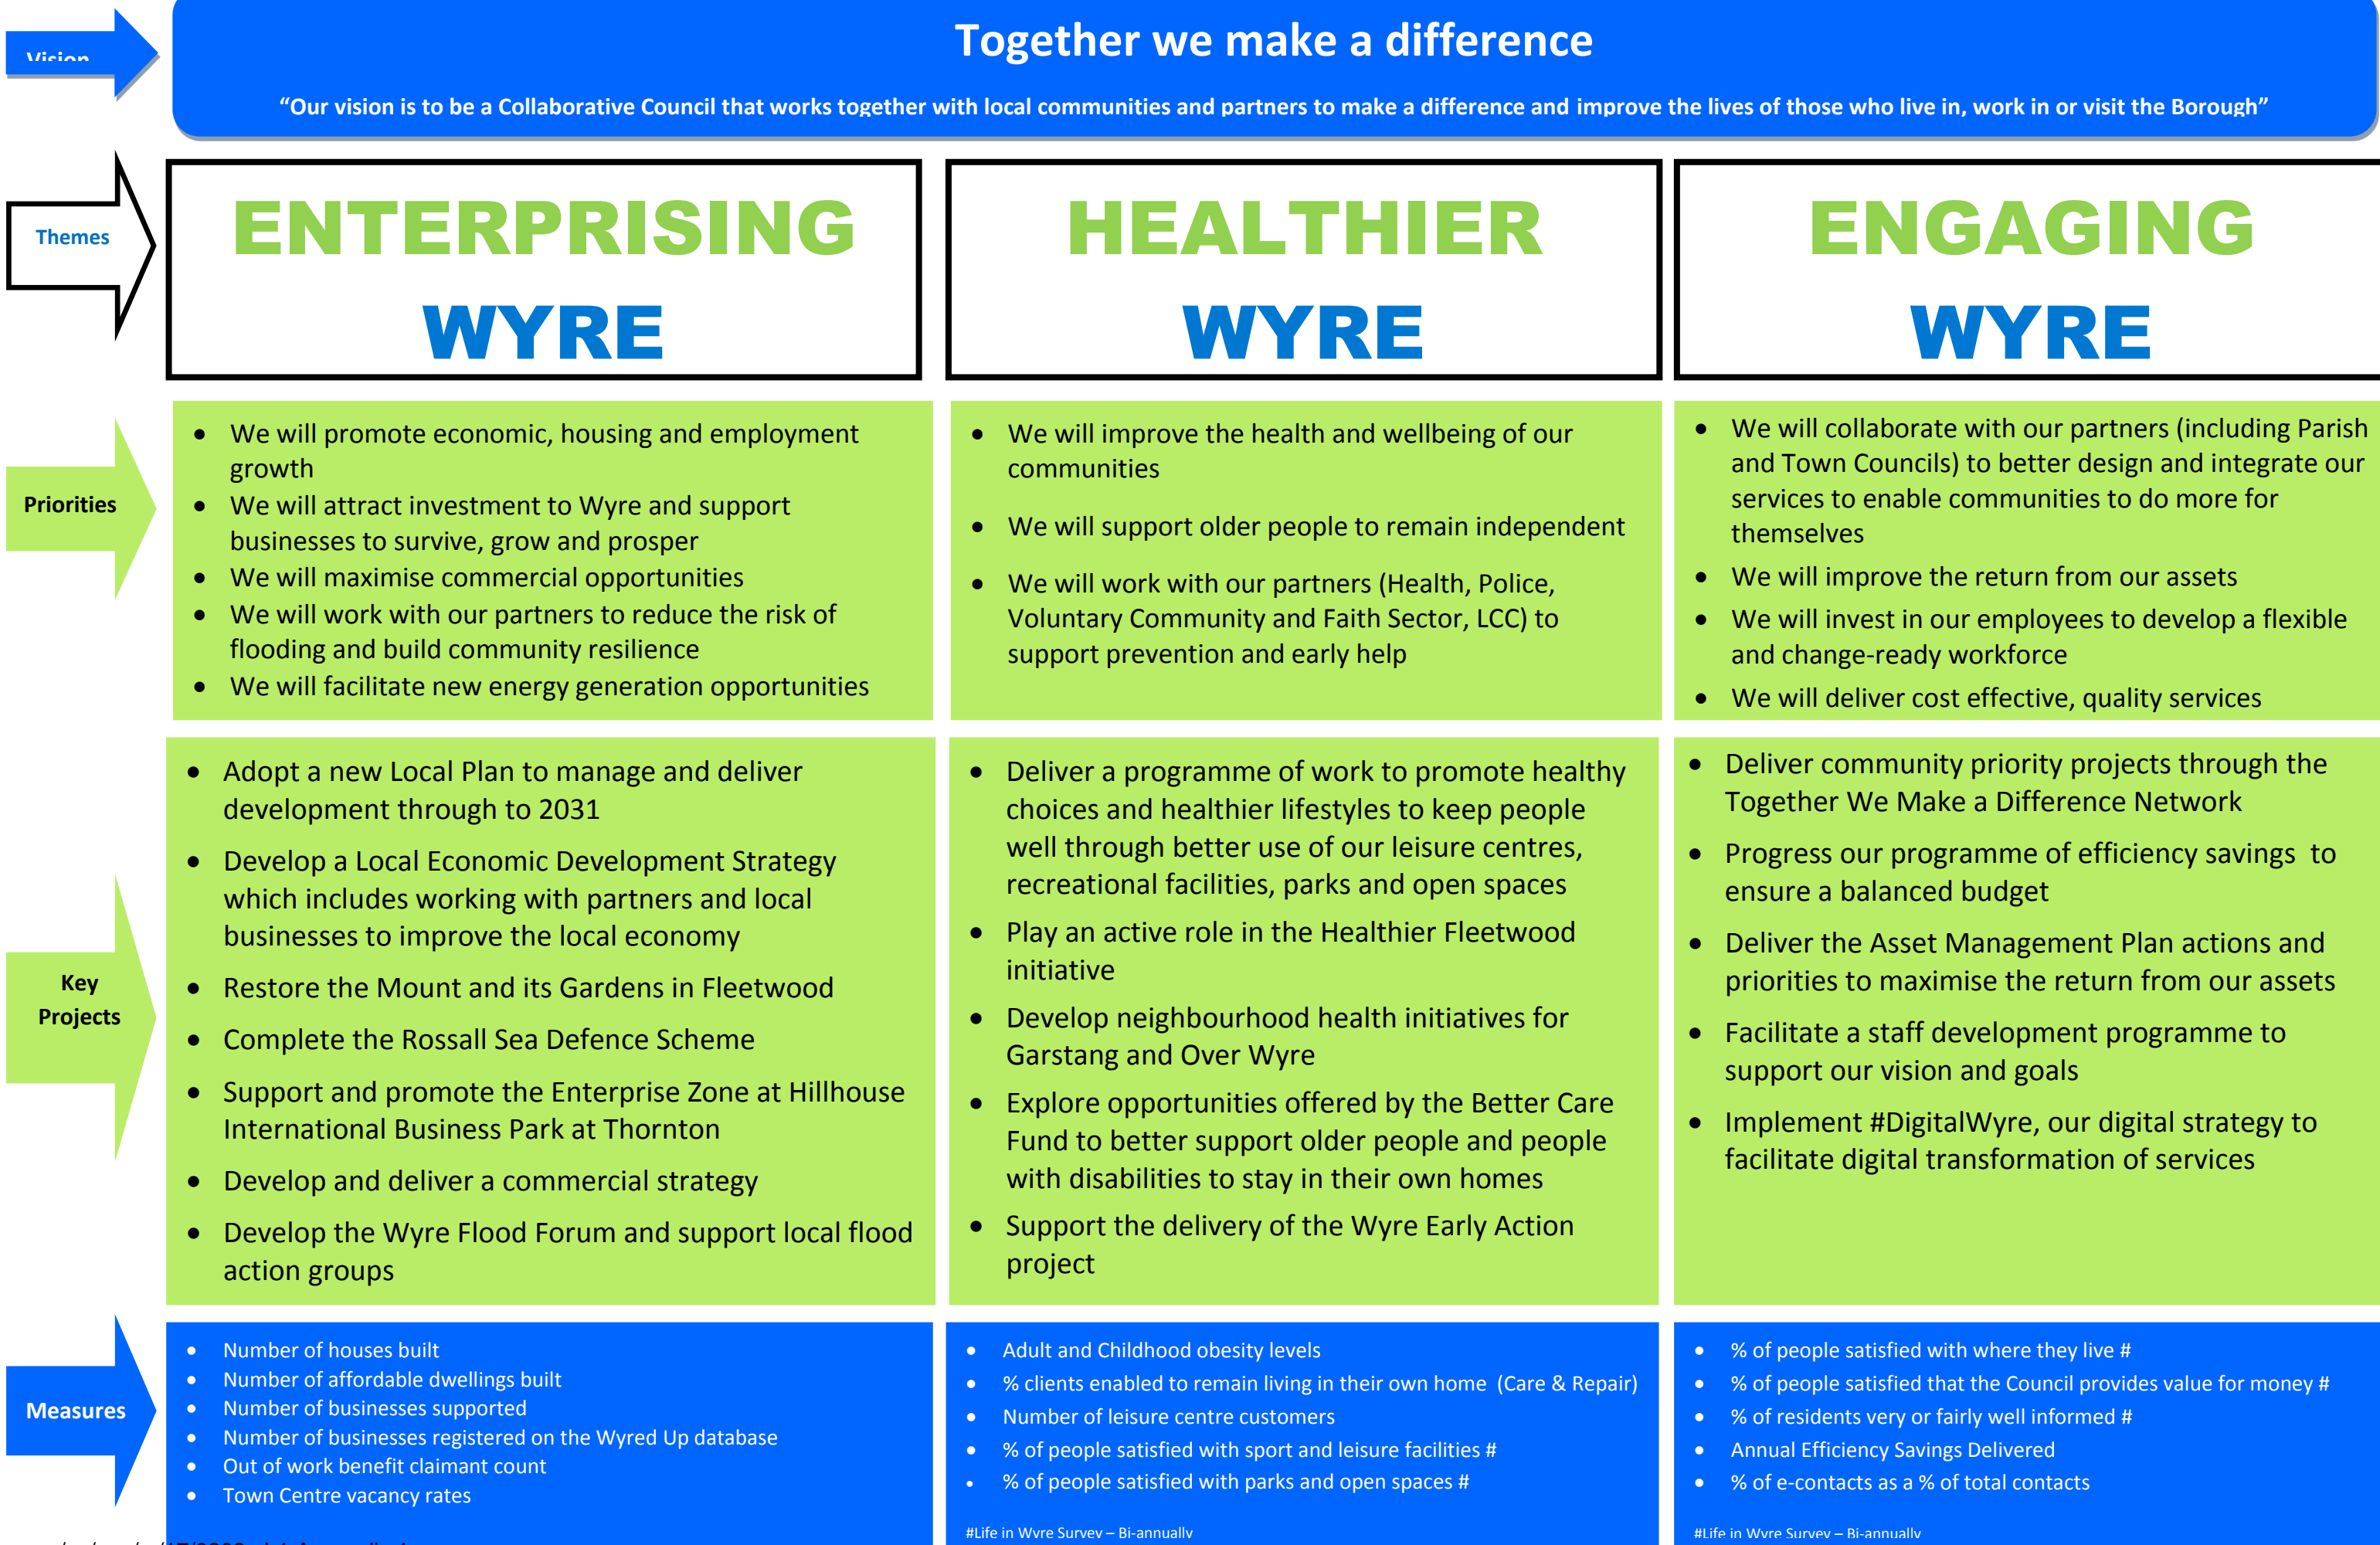 Vision
Together we make a difference
“Our vision is to be a Collaborative Council that works together with local communities and partners to make a difference and improve the lives of those who live in, work in or visit the Borough”
Themes
ENTERPRISING
WYRE
HEALTHIER
WYRE
ENGAGING
WYRE
Priorities
• We will promote economic, housing and employment
growth
• We will attract investment to Wyre and support
businesses to survive, grow and prosper
• We will maximise commercial opportunities
• We will work with our partners to reduce the risk of
flooding and build community resilience
• We will facilitate new energy generation opportunities
• We will improve the health and wellbeing of our
communities
• We will support older people to remain independent
• We will work with our partners (Health, Police,
Voluntary Community and Faith Sector, LCC) to
support prevention and early help
• We will collaborate with our partners (including Parish
and Town Councils) to better design and integrate our
services to enable communities to do more for
themselves
• We will improve the return from our assets
• We will invest in our employees to develop a flexible
and change-ready workforce
• We will deliver cost effective, quality services
Key
Projects
• Adopt a new Local Plan to manage and deliver
development through to 2031
• Develop a Local Economic Development Strategy
which includes working with partners and local
businesses to improve the local economy
• Restore the Mount and its Gardens in Fleetwood
• Complete the Rossall Sea Defence Scheme
• Support and promote the Enterprise Zone at Hillhouse
International Business Park at Thornton
• Develop and deliver a commercial strategy
• Develop the Wyre Flood Forum and support local flood
action groups
• Deliver a programme of work to promote healthy
choices and healthier lifestyles to keep people
well through better use of our leisure centres,
recreational facilities, parks and open spaces
• Play an active role in the Healthier Fleetwood
initiative
• Develop neighbourhood health initiatives for
Garstang and Over Wyre
• Explore opportunities offered by the Better Care
Fund to better support older people and people
with disabilities to stay in their own homes
• Support the delivery of the Wyre Early Action
project
• Deliver community priority projects through the
Together We Make a Difference Network
• Progress our programme of efficiency savings to
ensure a balanced budget
• Deliver the Asset Management Plan actions and
priorities to maximise the return from our assets
• Facilitate a staff development programme to
support our vision and goals
• Implement #DigitalWyre, our digital strategy to
facilitate digital transformation of services
Measures
• Number of houses built
• Number of affordable dwellings built
• Number of businesses supported
• Number of businesses registered on the Wyred Up database
• Out of work benefit claimant count
• Town Centre vacancy rates
• Adult and Childhood obesity levels
• % clients enabled to remain living in their own home (Care & Repair)
• Number of leisure centre customers
• % of people satisfied with sport and leisure facilities #
• % of people satisfied with parks and open spaces #
#Life in Wyre Survey – Bi-annually
• % of people satisfied with where they live #
• % of people satisfied that the Council provides value for money #
• % of residents very or fairly well informed #
• Annual Efficiency Savings Delivered
• % of e-contacts as a % of total contacts
#Life in Wyre Survey – Bi-annually